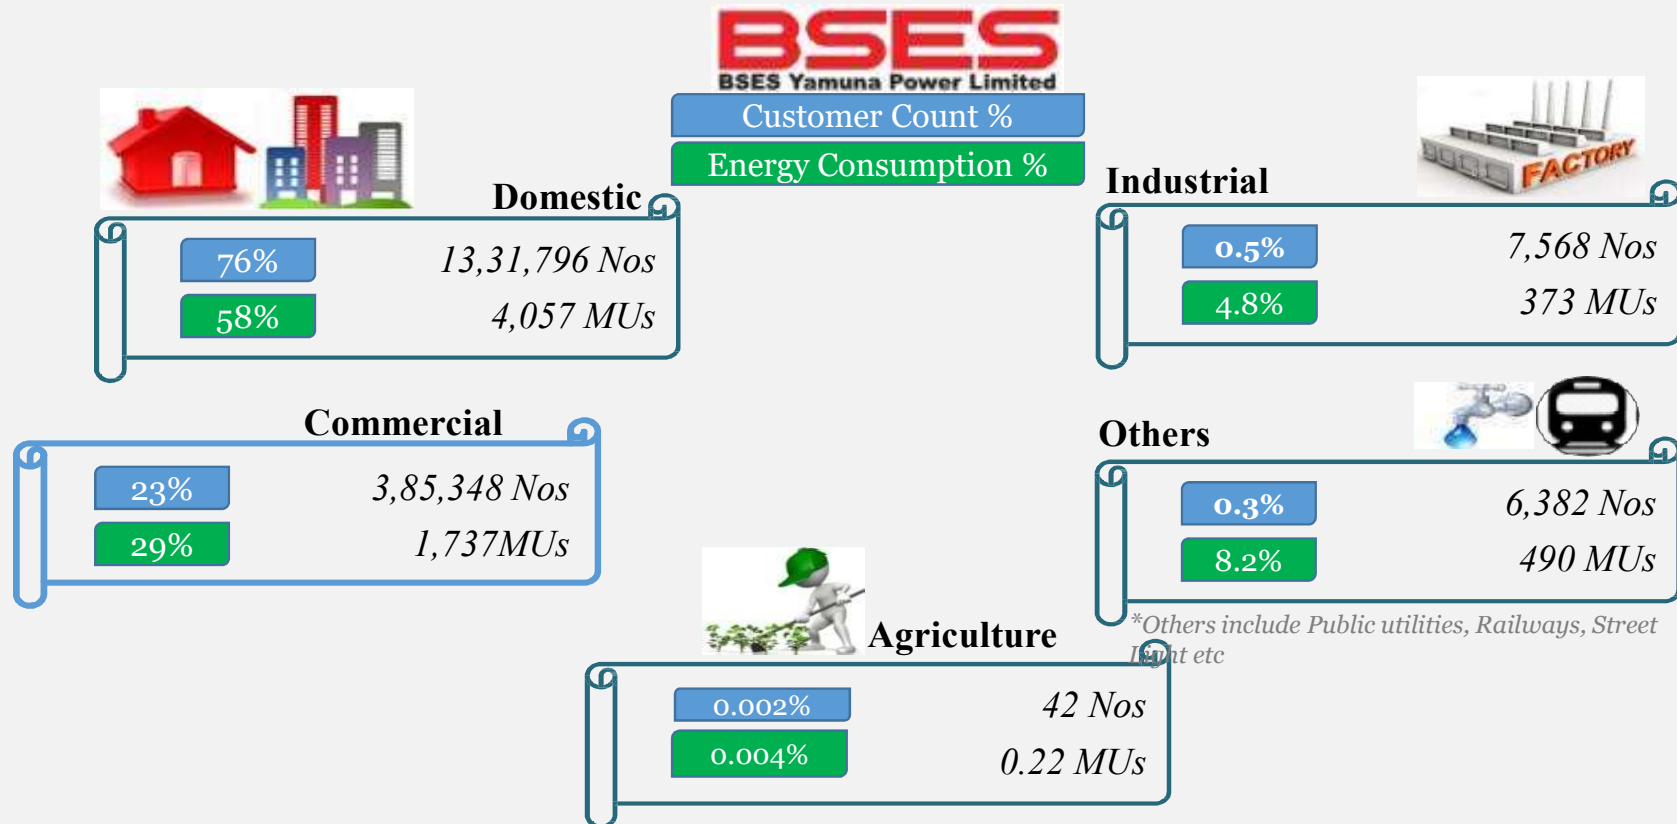 BSES
BSES Yamuna Power Limited
Customer Count %
Energy Consumption %
Domestic
76% 13,31,796 Nos
58% 4,057 MUs
FACTORY
Industrial
0.5% 7,568 Nos
4.8% 373 MUs
Commercial
23% 3,85,348 Nos
29% 1,737MUs
Others
0.3% 6,382 Nos
8.2% 490 MUs
*Others include Public utilities, Railways, Street
Light etc
Agriculture
0.002% 42 Nos
0.004% 0.22 MUs